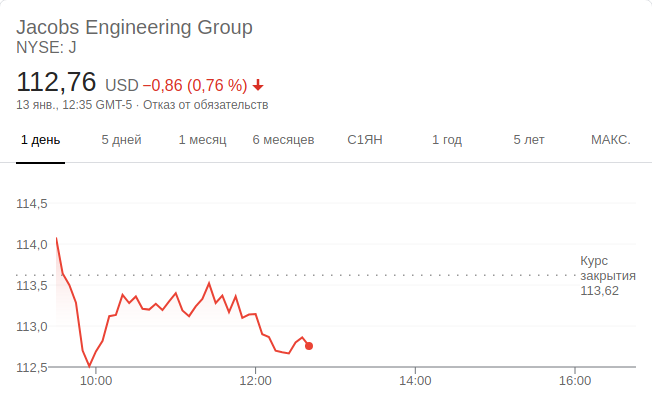 Jacobs Engineering Group
NYSE: J
112,76 USD −0,86 (0,76 %)
13 янв., 12:35 GMT-5 · Отказ от обязательств
1 день 5 дней 1 месяц 6 месяцев С1ЯН 1 год 5 лет МАКС.
114,5
114,0
Курс
закрытия
113,62
113,5
113,0
112,5
10:00 12:00 14:00 16:00